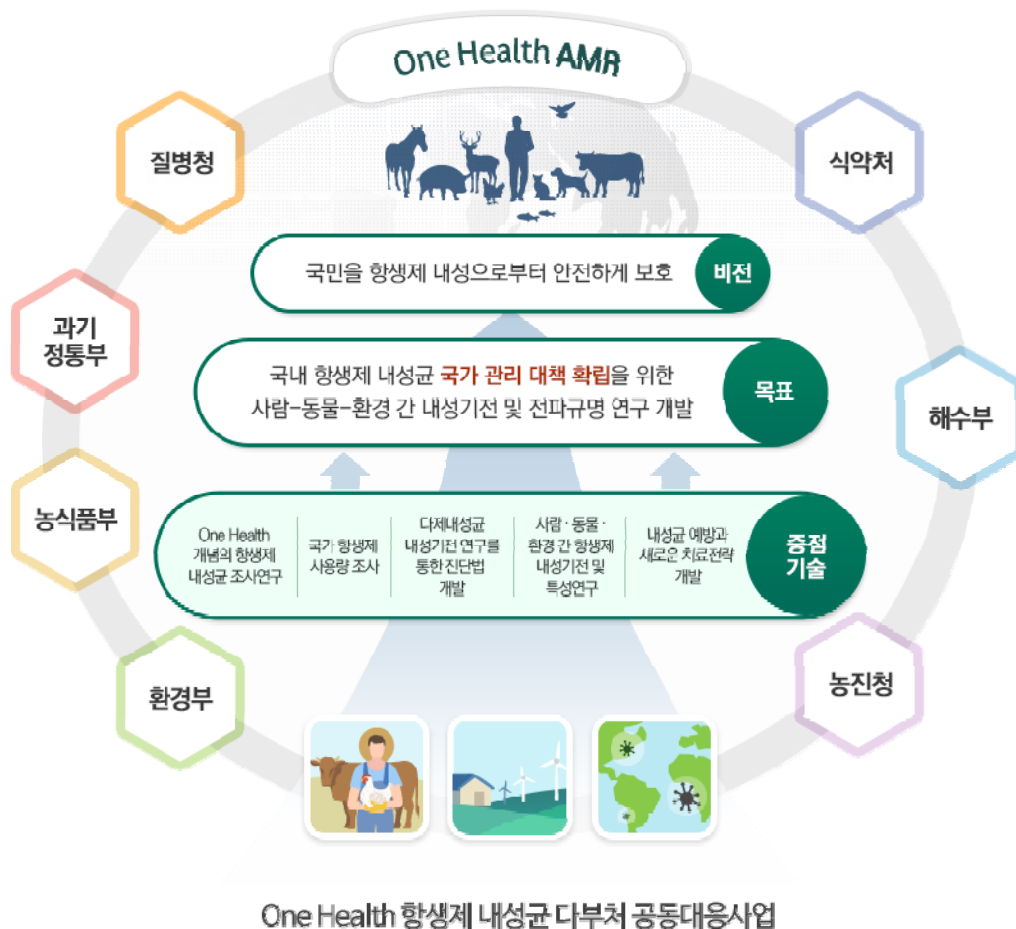 One Health AMR
질병청
식약처
국민을 항생제 내성으로부터 안전하게 보호
비전
과기
정통부
국내 항생제 내성균 국가 관리 대책 확립을 위한
사람-동물-환경 간 내성기전 및 전파규명 연구 개발
목표
해수부
농식품부
One Health
개념의 항생제
내성균 조사연구
국가 항생제
사용량 조사
다제내성균
내성기전 연구를
통한 진단법
개발
사람·동물·
환경 간 항생제
내성기전 및
특성연구
내성균 예방과
새로운 치료전략
개발
중점
기술
환경부
농진청
One Health 항생제 내성균 다부처 공동대응사업